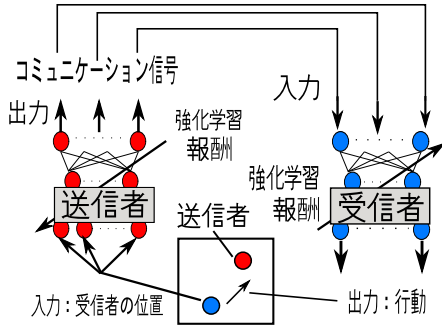 コミュニケーション信号
出力
強化学習
報酬
送信者
入力：受信者の位置
送信者
入力
強化学習
報酬
受信者
出力：行動